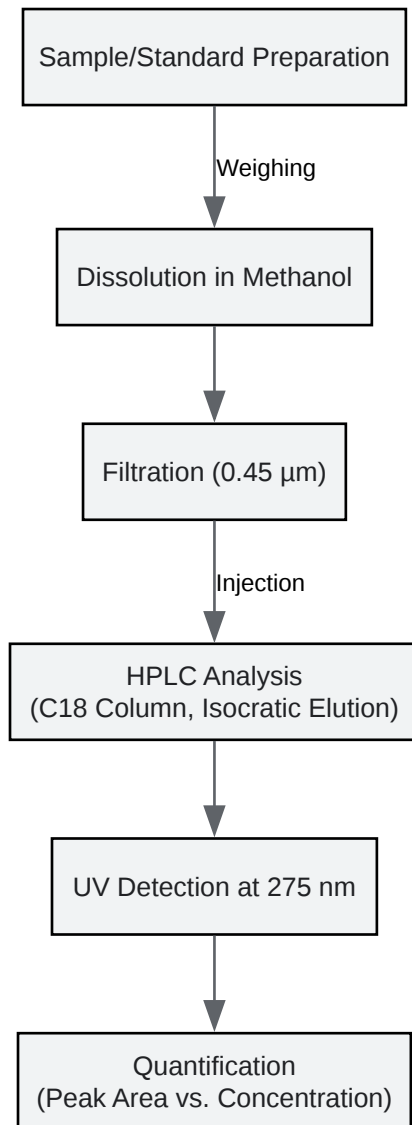 Sample/Standard Preparation
Weighing
Dissolution in Methanol
Filtration (0.45 µm)
Injection
HPLC Analysis
(C18 Column, Isocratic Elution)
UV Detection at 275 nm
Quantification
(Peak Area vs. Concentration)